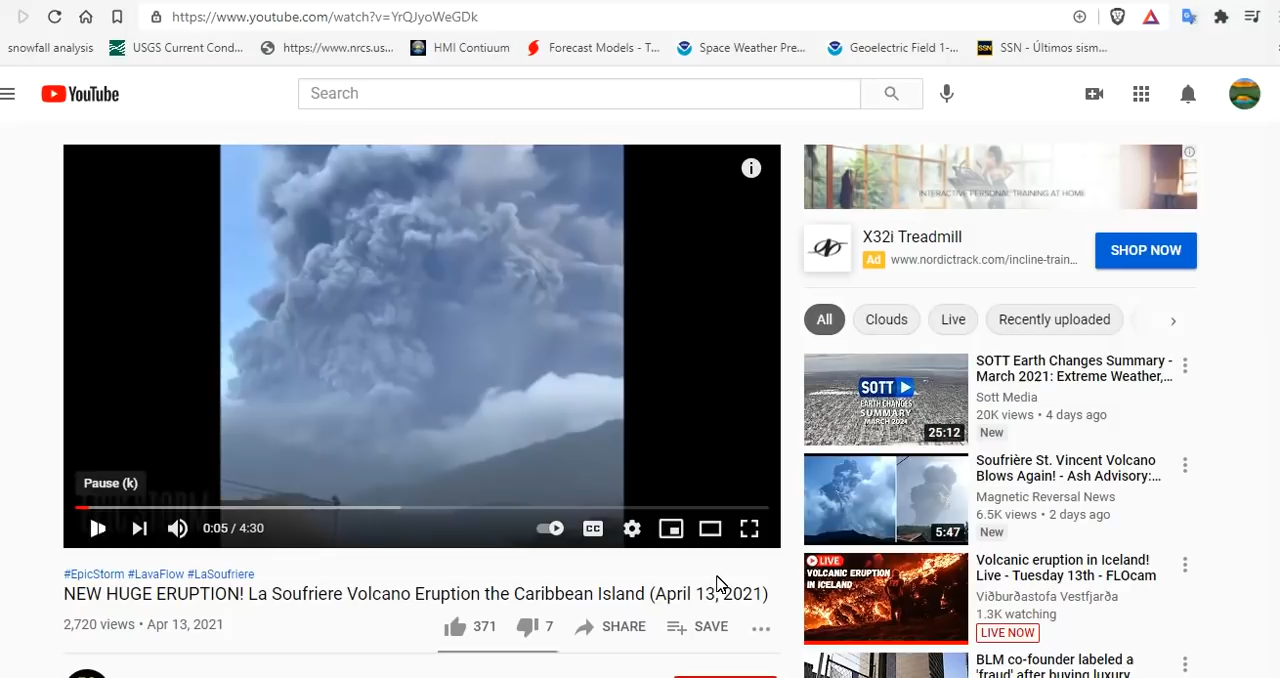 https://www.youtube.com/watch?v=YrQJyoWeGDk
snowfall analysis
USGS Current Cond...
https://www.nrcs.us...
HMI Contiuum
Forecast Models - T...
Space Weather Pre...
Geoelectric Field 1-...
SSN - Últimos sism...
YouTube
Search
Pause (k)
0:05 / 4:30
CC
#EpicStorm #LavaFlow #LaSoufriere
NEW HUGE ERUPTION! La Soufriere Volcano Eruption the Caribbean Island (April 13, 2021)
2,720 views • Apr 13, 2021
371
7
SHARE
SAVE
INTERACTIVE PERSONAL TRAINING AT HOME
X32i Treadmill
Ad www.nordictrack.com/incline-train...
SHOP NOW
All
Clouds
Live
Recently uploaded
SOTT
EARTH CHANGES
SUMMARY
25:12
SOTT Earth Changes Summary -
March 2021: Extreme Weather,...
Sott Media
20K views • 4 days ago
New
5:47
Soufrière St. Vincent Volcano
Blows Again! - Ash Advisory:...
Magnetic Reversal News
6.5K views • 2 days ago
New
LIVE
VOLCANIC ERUPTION
IN ICELAND
Volcanic eruption in Iceland!
Live - Tuesday 13th - FLOcam
Viðburðastofa Vestfjarða
1.3K watching
LIVE NOW
BLM co-founder labeled a
'fraud' after buying luxury